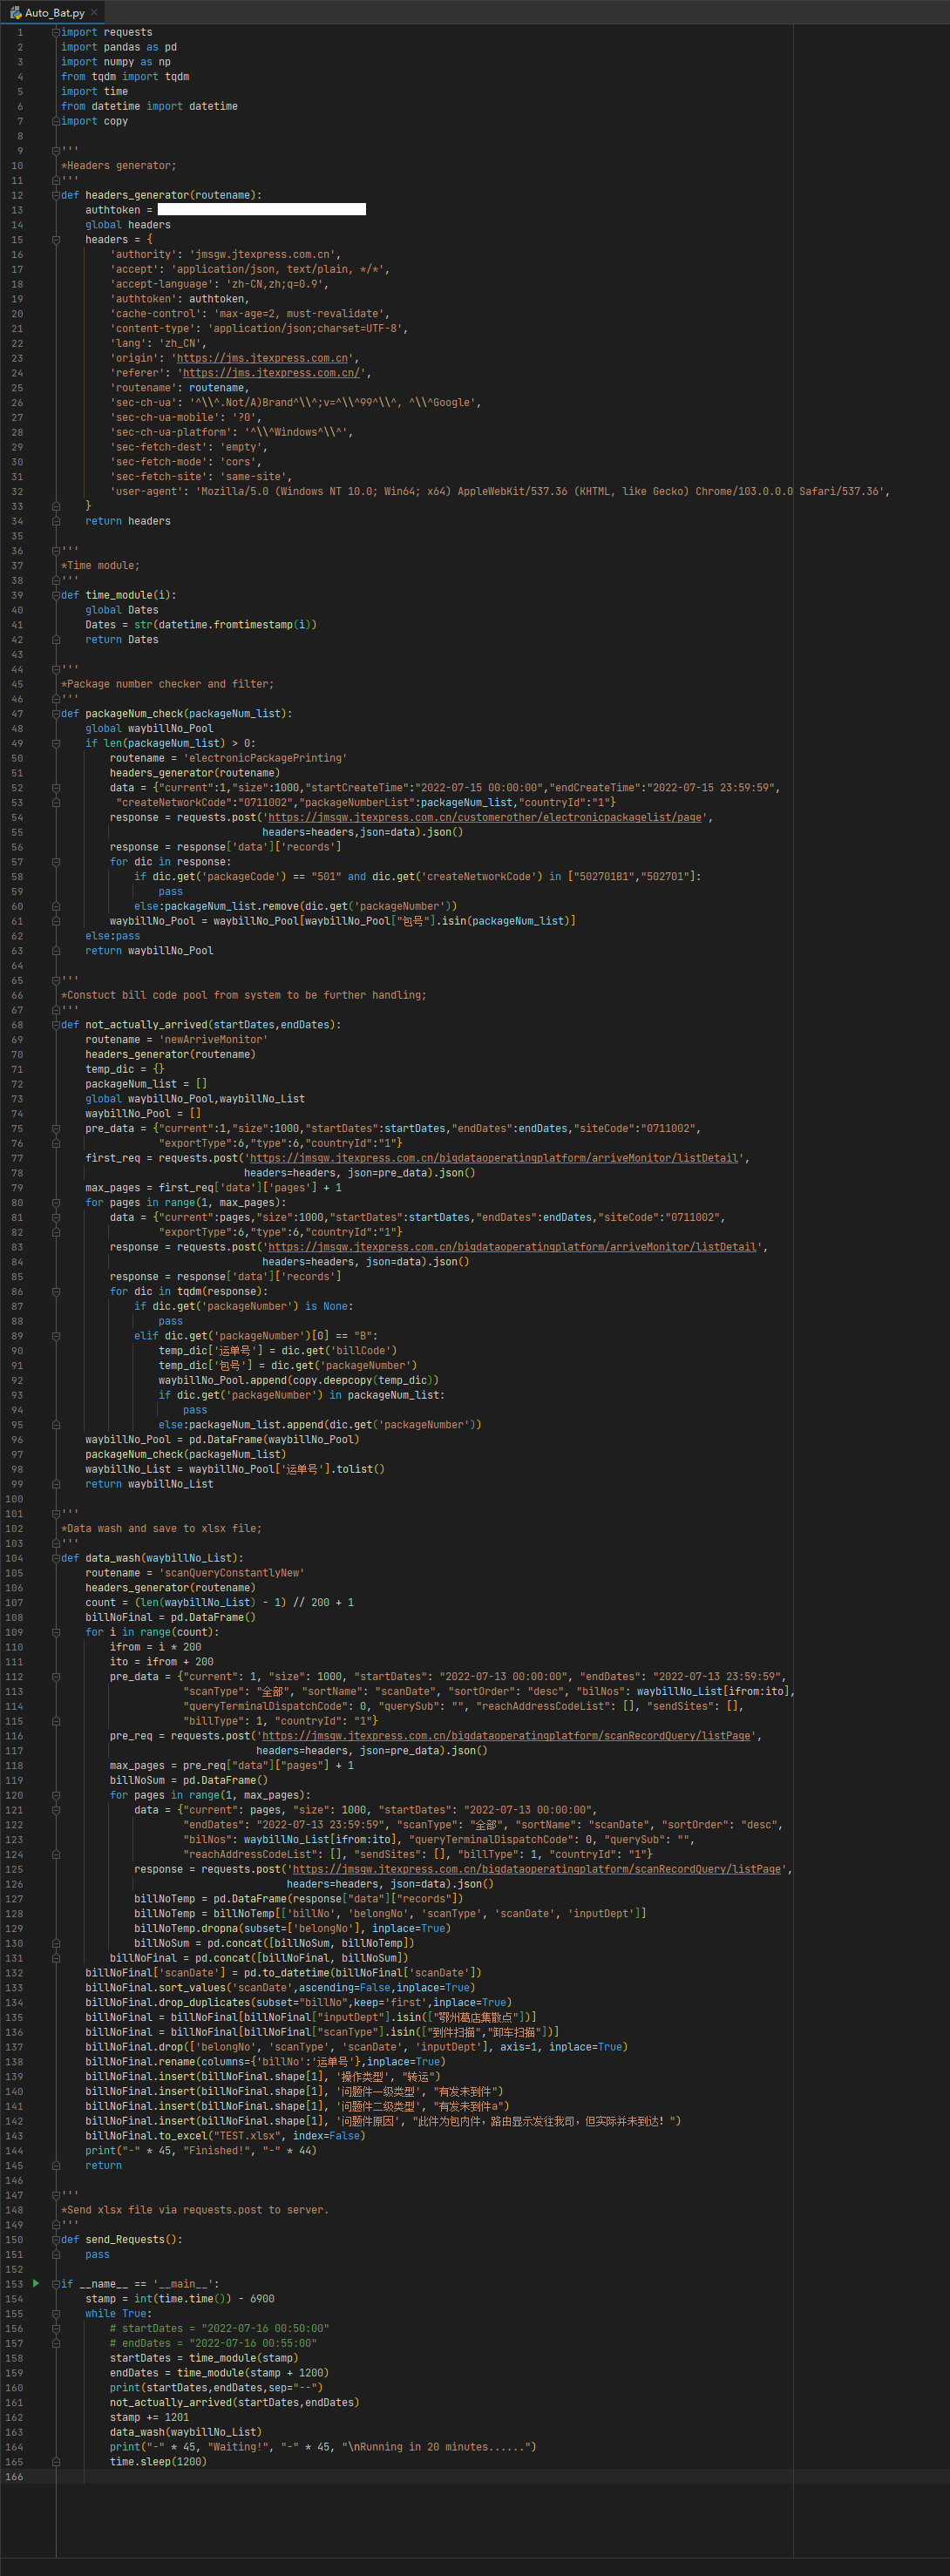 Auto_Bat.py
1 import requests
2 import pandas as pd
3 import numpy as np
4 from tqdm import tqdm
5 import time
6 from datetime import datetime
7 import copy
8
9 '''
10 *Headers generator;
11 '''
12 def headers_generator(routename):
13     authtoken =
14     global headers
15     headers = {
16         'authority': 'jmsgw.jtexpress.com.cn',
17         'accept': 'application/json, text/plain, */*',
18         'accept-language': 'zh-CN,zh;q=0.9',
19         'authtoken': authtoken,
20         'cache-control': 'max-age=2, must-revalidate',
21         'content-type': 'application/json;charset=UTF-8',
22         'lang': 'zh_CN',
23         'origin': 'https://jms.jtexpress.com.cn',
24         'referer': 'https://jms.jtexpress.com.cn/',
25         'routename': routename,
26         'sec-ch-ua': '^\\^.Not/A)Brand^\\^;v=^\\^99^\\^, ^\\^Google',
27         'sec-ch-ua-mobile': '?0',
28         'sec-ch-ua-platform': '^\\^Windows^\\^',
29         'sec-fetch-dest': 'empty',
30         'sec-fetch-mode': 'cors',
31         'sec-fetch-site': 'same-site',
32         'user-agent': 'Mozilla/5.0 (Windows NT 10.0; Win64; x64) AppleWebKit/537.36 (KHTML, like Gecko) Chrome/103.0.0.0 Safari/537.36',
33     }
34     return headers
35
36 '''
37 *Time module;
38 '''
39 def time_module(i):
40     global Dates
41     Dates = str(datetime.fromtimestamp(i))
42     return Dates
43
44 '''
45 *Package number checker and filter;
46 '''
47 def packageNum_check(packageNum_list):
48     global waybillNo_Pool
49     if len(packageNum_list) > 0:
50         routename = 'electronicPackagePrinting'
51         headers_generator(routename)
52         data = {"current":1,"size":1000,"startCreateTime":"2022-07-15 00:00:00","endCreateTime":"2022-07-15 23:59:59",
53          "createNetworkCode":"0711002","packageNumberList":packageNum_list,"countryId":"1"}
54         response = requests.post('https://jmsgw.jtexpress.com.cn/customerother/electronicpackagelist/page',
55                                  headers=headers,json=data).json()
56         response = response['data']['records']
57         for dic in response:
58             if dic.get('packageCode') == "501" and dic.get('createNetworkCode') in ["502701B1","502701"]:
59                 pass
60             else:packageNum_list.remove(dic.get('packageNumber'))
61         waybillNo_Pool = waybillNo_Pool[waybillNo_Pool["包号"].isin(packageNum_list)]
62     else:pass
63     return waybillNo_Pool
64
65 '''
66 *Constuct bill code pool from system to be further handling;
67 '''
68 def not_actually_arrived(startDates,endDates):
69     routename = 'newArriveMonitor'
70     headers_generator(routename)
71     temp_dic = {}
72     packageNum_list = []
73     global waybillNo_Pool,waybillNo_List
74     waybillNo_Pool = []
75     pre_data = {"current":1,"size":1000,"startDates":startDates,"endDates":endDates,"siteCode":"0711002",
76                 "exportType":6,"type":6,"countryId":"1"}
77     first_req = requests.post('https://jmsgw.jtexpress.com.cn/bigdataoperatingplatform/arriveMonitor/listDetail',
78                               headers=headers, json=pre_data).json()
79     max_pages = first_req['data']['pages'] + 1
80     for pages in range(1, max_pages):
81         data = {"current":pages,"size":1000,"startDates":startDates,"endDates":endDates,"siteCode":"0711002",
82                 "exportType":6,"type":6,"countryId":"1"}
83         response = requests.post('https://jmsgw.jtexpress.com.cn/bigdataoperatingplatform/arriveMonitor/listDetail',
84                                  headers=headers, json=data).json()
85         response = response['data']['records']
86         for dic in tqdm(response):
87             if dic.get('packageNumber') is None:
88                 pass
89             elif dic.get('packageNumber')[0] == "B":
90                 temp_dic['运单号'] = dic.get('billCode')
91                 temp_dic['包号'] = dic.get('packageNumber')
92                 waybillNo_Pool.append(copy.deepcopy(temp_dic))
93                 if dic.get('packageNumber') in packageNum_list:
94                     pass
95                 else:packageNum_list.append(dic.get('packageNumber'))
96     waybillNo_Pool = pd.DataFrame(waybillNo_Pool)
97     packageNum_check(packageNum_list)
98     waybillNo_List = waybillNo_Pool['运单号'].tolist()
99     return waybillNo_List
100
101 '''
102 *Data wash and save to xlsx file;
103 '''
104 def data_wash(waybillNo_List):
105     routename = 'scanQueryConstantlyNew'
106     headers_generator(routename)
107     count = (len(waybillNo_List) - 1) // 200 + 1
108     billNoFinal = pd.DataFrame()
109     for i in range(count):
110         ifrom = i * 200
111         ito = ifrom + 200
112         pre_data = {"current": 1, "size": 1000, "startDates": "2022-07-13 00:00:00", "endDates": "2022-07-13 23:59:59",
113                     "scanType": "全部", "sortName": "scanDate", "sortOrder": "desc", "bilNos": waybillNo_List[ifrom:ito],
114                     "queryTerminalDispatchCode": 0, "querySub": "", "reachAddressCodeList": [], "sendSites": [],
115                     "billType": 1, "countryId": "1"}
116         pre_req = requests.post('https://jmsgw.jtexpress.com.cn/bigdataoperatingplatform/scanRecordQuery/listPage',
117                                 headers=headers, json=pre_data).json()
118         max_pages = pre_req["data"]["pages"] + 1
119         billNoSum = pd.DataFrame()
120         for pages in range(1, max_pages):
121             data = {"current": pages, "size": 1000, "startDates": "2022-07-13 00:00:00",
122                     "endDates": "2022-07-13 23:59:59", "scanType": "全部", "sortName": "scanDate", "sortOrder": "desc",
123                     "bilNos": waybillNo_List[ifrom:ito], "queryTerminalDispatchCode": 0, "querySub": "",
124                     "reachAddressCodeList": [], "sendSites": [], "billType": 1, "countryId": "1"}
125             response = requests.post('https://jmsgw.jtexpress.com.cn/bigdataoperatingplatform/scanRecordQuery/listPage',
126                                      headers=headers, json=data).json()
127             billNoTemp = pd.DataFrame(response["data"]["records"])
128             billNoTemp = billNoTemp[['billNo', 'belongNo', 'scanType', 'scanDate', 'inputDept']]
129             billNoTemp.dropna(subset=['belongNo'], inplace=True)
130             billNoSum = pd.concat([billNoSum, billNoTemp])
131         billNoFinal = pd.concat([billNoFinal, billNoSum])
132     billNoFinal['scanDate'] = pd.to_datetime(billNoFinal['scanDate'])
133     billNoFinal.sort_values('scanDate',ascending=False,inplace=True)
134     billNoFinal.drop_duplicates(subset="billNo",keep='first',inplace=True)
135     billNoFinal = billNoFinal[billNoFinal["inputDept"].isin(["鄂州葛店集散点"])]
136     billNoFinal = billNoFinal[billNoFinal["scanType"].isin(["到件扫描","卸车扫描"])]
137     billNoFinal.drop(['belongNo', 'scanType', 'scanDate', 'inputDept'], axis=1, inplace=True)
138     billNoFinal.rename(columns={'billNo':'运单号'},inplace=True)
139     billNoFinal.insert(billNoFinal.shape[1], '操作类型', "转运")
140     billNoFinal.insert(billNoFinal.shape[1], '问题件一级类型', "有发未到件")
141     billNoFinal.insert(billNoFinal.shape[1], '问题件二级类型', "有发未到件a")
142     billNoFinal.insert(billNoFinal.shape[1], '问题件原因', "此件为包内件，路由显示发往我司，但实际并未到达！")
143     billNoFinal.to_excel("TEST.xlsx", index=False)
144     print("-" * 45, "Finished!", "-" * 44)
145     return
146
147 '''
148 *Send xlsx file via requests.post to server.
149 '''
150 def send_Requests():
151     pass
152
153 if __name__ == '__main__':
154     stamp = int(time.time()) - 6900
155     while True:
156         # startDates = "2022-07-16 00:50:00"
157         # endDates = "2022-07-16 00:55:00"
158         startDates = time_module(stamp)
159         endDates = time_module(stamp + 1200)
160         print(startDates,endDates,sep="--")
161         not_actually_arrived(startDates,endDates)
162         stamp += 1201
163         data_wash(waybillNo_List)
164         print("-" * 45, "Waiting!", "-" * 45, "\nRunning in 20 minutes......")
165         time.sleep(1200)
166